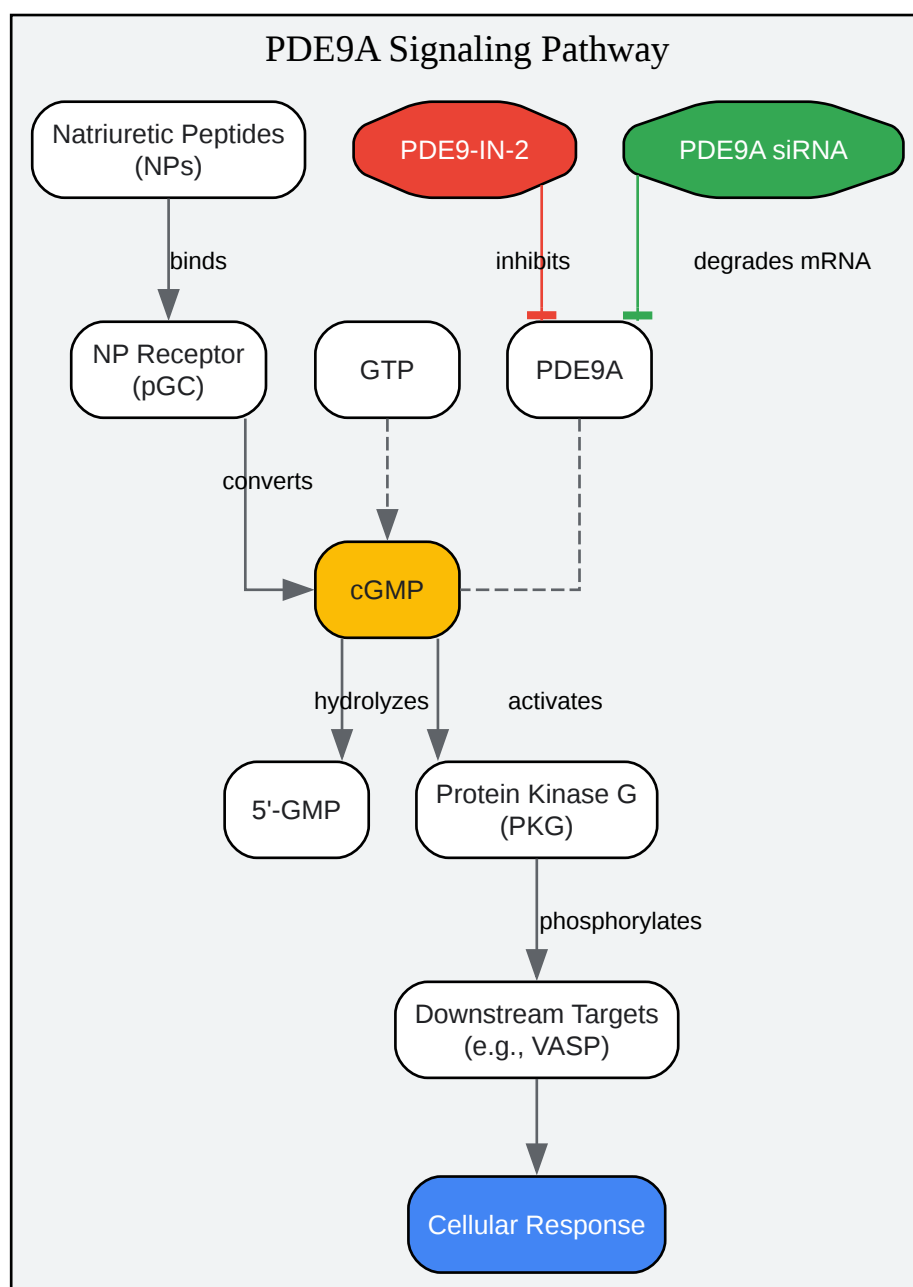 PDE9A Signaling Pathway
Natriuretic Peptides
(NPs)
PDE9-IN-2
PDE9A siRNA
binds
inhibits
degrades mRNA
NP Receptor
(pGC)
GTP
PDE9A
converts
cGMP
hydrolyzes
activates
5'-GMP
Protein Kinase G
(PKG)
phosphorylates
Downstream Targets
(e.g., VASP)
Cellular Response